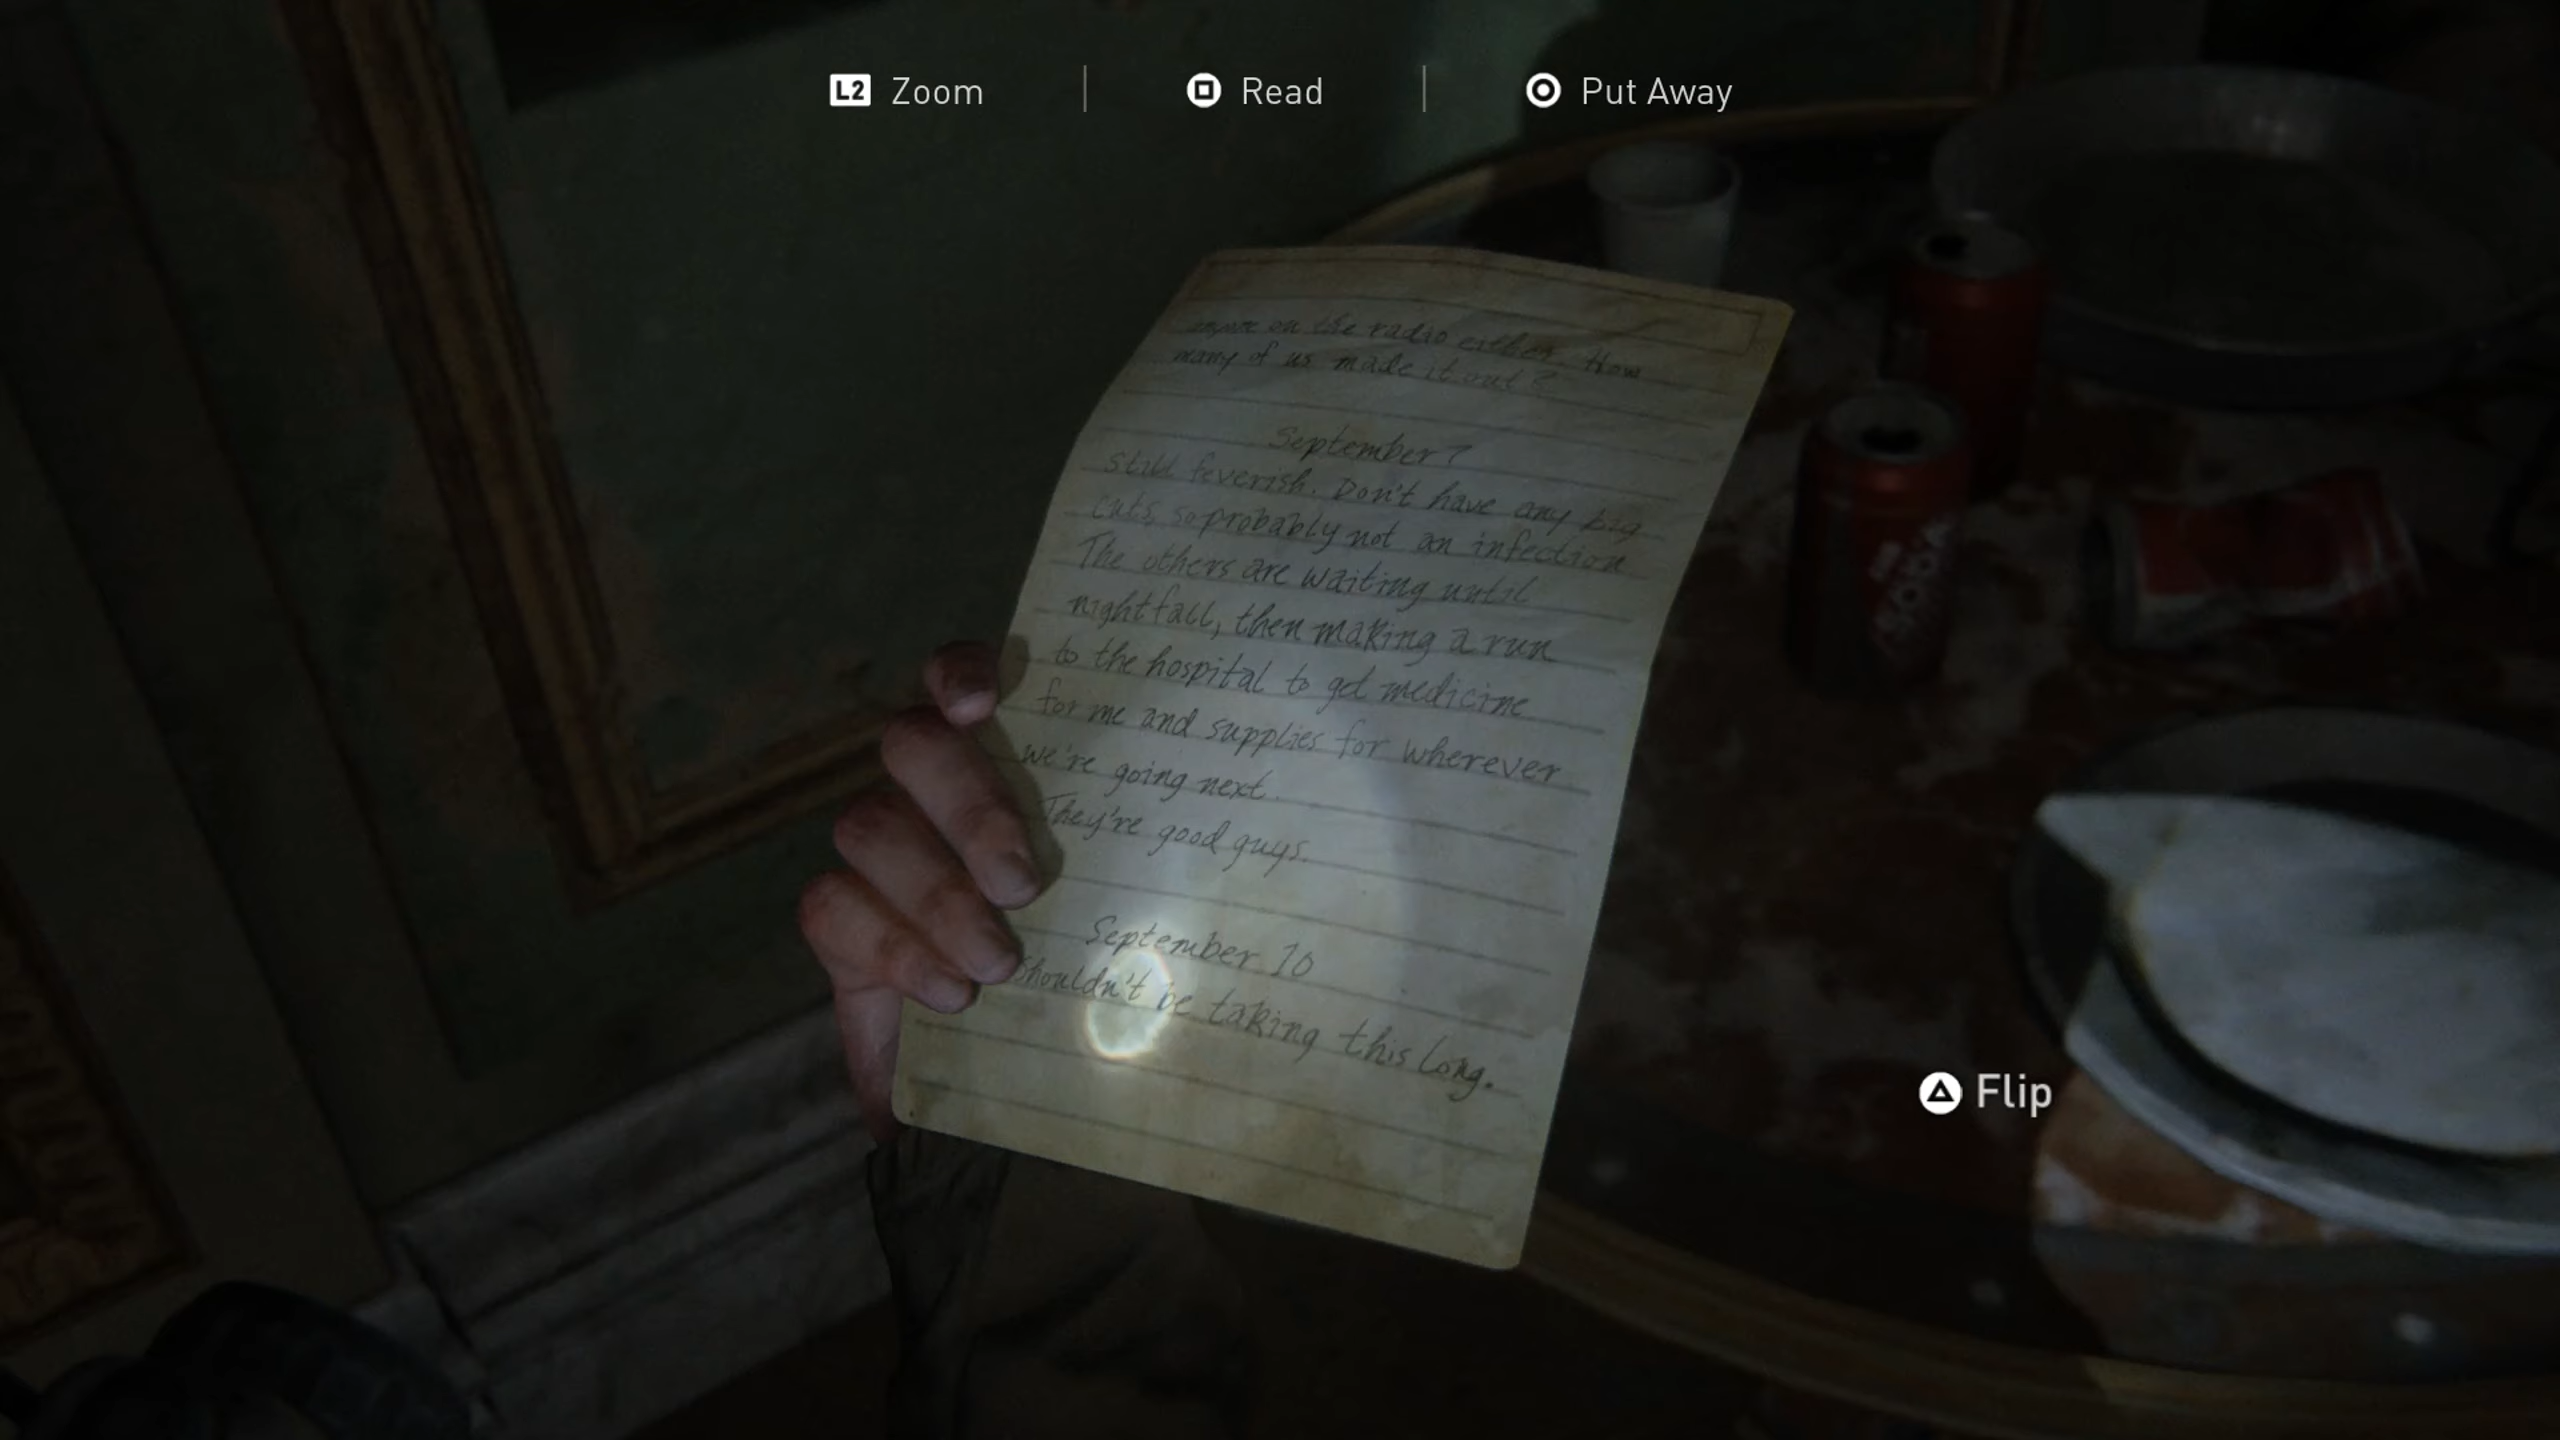 L2 Zoom
Read
Put Away
anymore on the radio either. How
many of us made it out?
September 7
Still feverish. Don't have any big
cuts, so probably not an infection
The others are waiting until
nightfall, then making a run
to the hospital to get medicine
for me and supplies for wherever
we're going next.
They're good guys.
September 10
Shouldn't be taking this long.
SODA
Flip